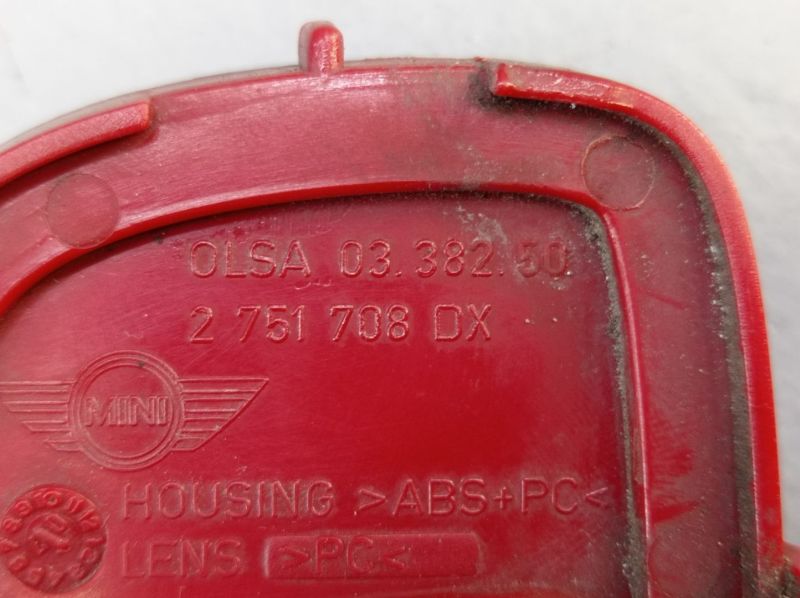 OLSA 03.382.50
2 751 708 DX
MINI
HOUSING >ABS+PC<
LENS >PC<